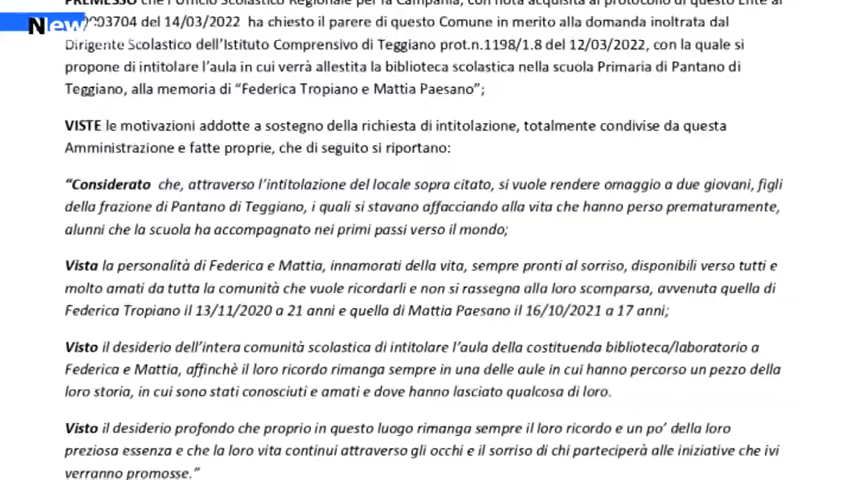 PREMESSO che l'Ufficio Scolastico Regionale per la Campania, con nota acquisita al protocollo di questo Ente al
New
03704 del 14/03/2022 ha chiesto il parere di questo Comune in merito alla domanda inoltrata dal
Dirigente Scolastico dell'Istituto Comprensivo di Teggiano prot.n.1198/1.8 del 12/03/2022, con la quale si
propone di intitolare l'aula in cui verrà allestita la biblioteca scolastica nella scuola Primaria di Pantano di
Teggiano, alla memoria di "Federica Tropiano e Mattia Paesano";
VISTE le motivazioni addotte a sostegno della richiesta di intitolazione, totalmente condivise da questa
Amministrazione e fatte proprie, che di seguito si riportano:
"Considerato che, attraverso l'intitolazione del locale sopra citato, si vuole rendere omaggio a due giovani, figli
della frazione di Pantano di Teggiano, i quali si stavano affacciando alla vita che hanno perso prematuramente,
alunni che la scuola ha accompagnato nei primi passi verso il mondo;
Vista la personalità di Federica e Mattia, innamorati della vita, sempre pronti al sorriso, disponibili verso tutti e
molto amati da tutta la comunità che vuole ricordarli e non si rassegna alla loro scomparsa, avvenuta quella di
Federica Tropiano il 13/11/2020 a 21 anni e quella di Mattia Paesano il 16/10/2021 a 17 anni;
Visto il desiderio dell'intera comunità scolastica di intitolare l'aula della costituenda biblioteca/laboratorio a
Federica e Mattia, affinchè il loro ricordo rimanga sempre in una delle aule in cui hanno percorso un pezzo della
loro storia, in cui sono stati conosciuti e amati e dove hanno lasciato qualcosa di loro.
Visto il desiderio profondo che proprio in questo luogo rimanga sempre il loro ricordo e un po' della loro
preziosa essenza e che la loro vita continui attraverso gli occhi e il sorriso di chi parteciperà alle iniziative che ivi
verranno promosse."